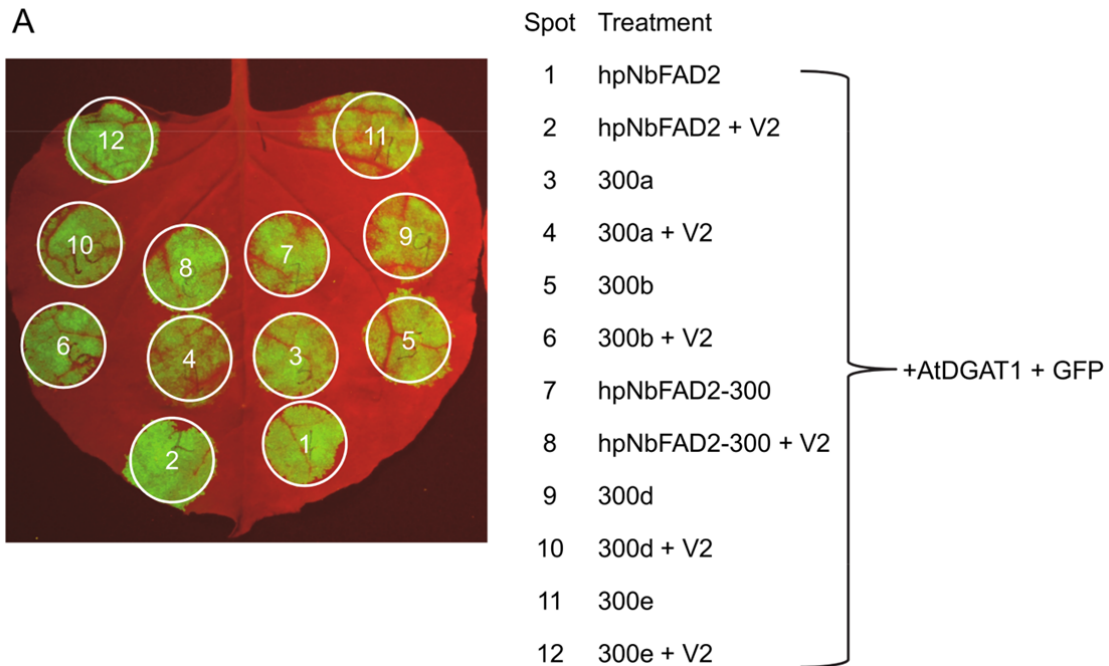 A
Spot Treatment
1 hpNbFAD2
2 hpNbFAD2 + V2
3 300a
4 300a + V2
5 300b
6 300b + V2
7 hpNbFAD2-300
8 hpNbFAD2-300 + V2
9 300d
10 300d + V2
11 300e
12 300e + V2
+AtDGAT1 + GFP
12
11
10
9
8
7
6
5
4
3
2
1